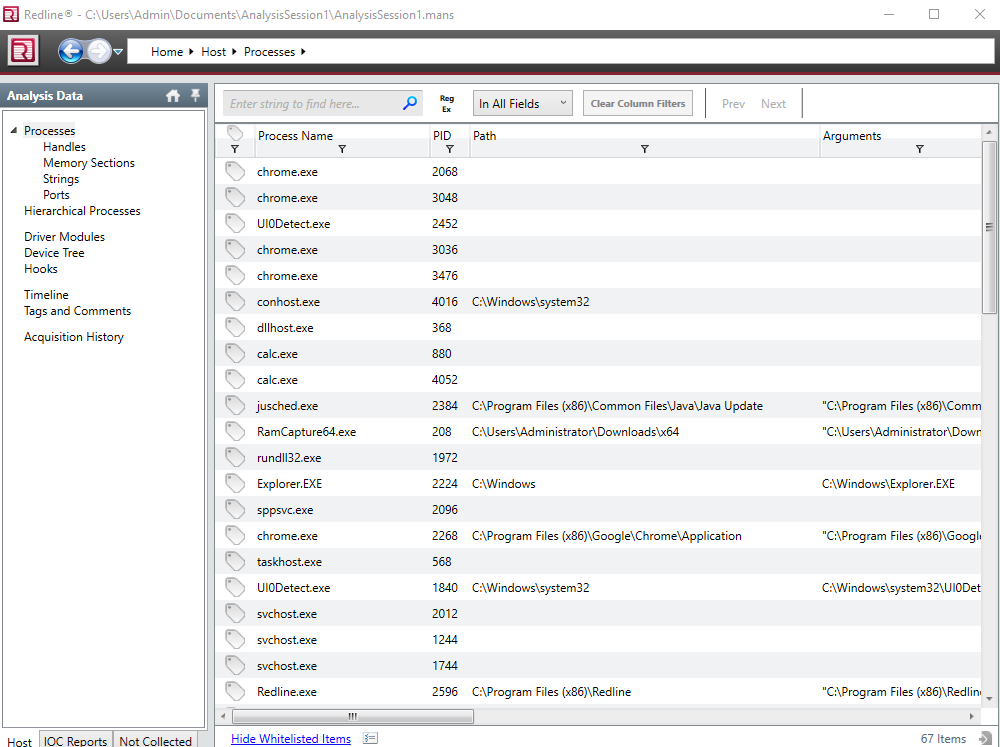 Redline® - C:\Users\Admin\Documents\AnalysisSession1\AnalysisSession1.mans
R Home Host Processes
Analysis Data
Processes
Handles
Memory Sections
Strings
Ports
Hierarchical Processes
Driver Modules
Device Tree
Hooks
Timeline
Tags and Comments
Acquisition History
Host IOC Reports Not Collected
Enter string to find here... Reg Ex In All Fields Clear Column Filters Prev Next
Process Name PID Path Arguments
chrome.exe 2068
chrome.exe 3048
UI0Detect.exe 2452
chrome.exe 3036
chrome.exe 3476
conhost.exe 4016 C:\Windows\system32
dllhost.exe 368
calc.exe 880
calc.exe 4052
jusched.exe 2384 C:\Program Files (x86)\Common Files\Java\Java Update "C:\Program Files (x86)\Comm
RamCapture64.exe 208 C:\Users\Administrator\Downloads\x64 "C:\Users\Administrator\Down
rundll32.exe 1972
Explorer.EXE 2224 C:\Windows C:\Windows\Explorer.EXE
sppsvc.exe 2096
chrome.exe 2268 C:\Program Files (x86)\Google\Chrome\Application "C:\Program Files (x86)\Googl
taskhost.exe 568
UI0Detect.exe 1840 C:\Windows\system32 C:\Windows\system32\UI0Det
svchost.exe 2012
svchost.exe 1244
svchost.exe 1744
Redline.exe 2596 C:\Program Files (x86)\Redline "C:\Program Files (x86)\Redlin
Hide Whitelisted Items 67 Items